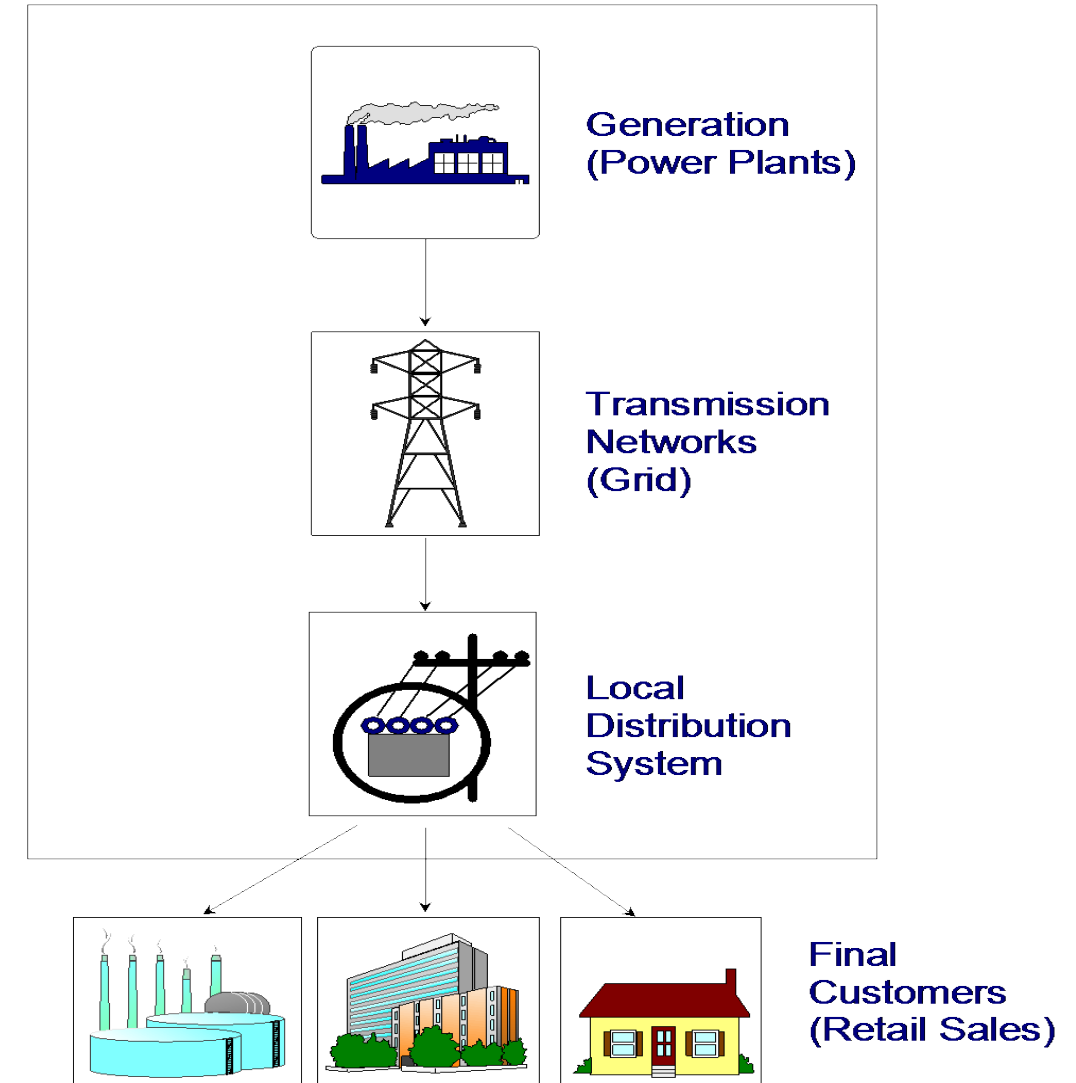 Generation
(Power Plants)
Transmission
Networks
(Grid)
Local
Distribution
System
Final
Customers
(Retail Sales)